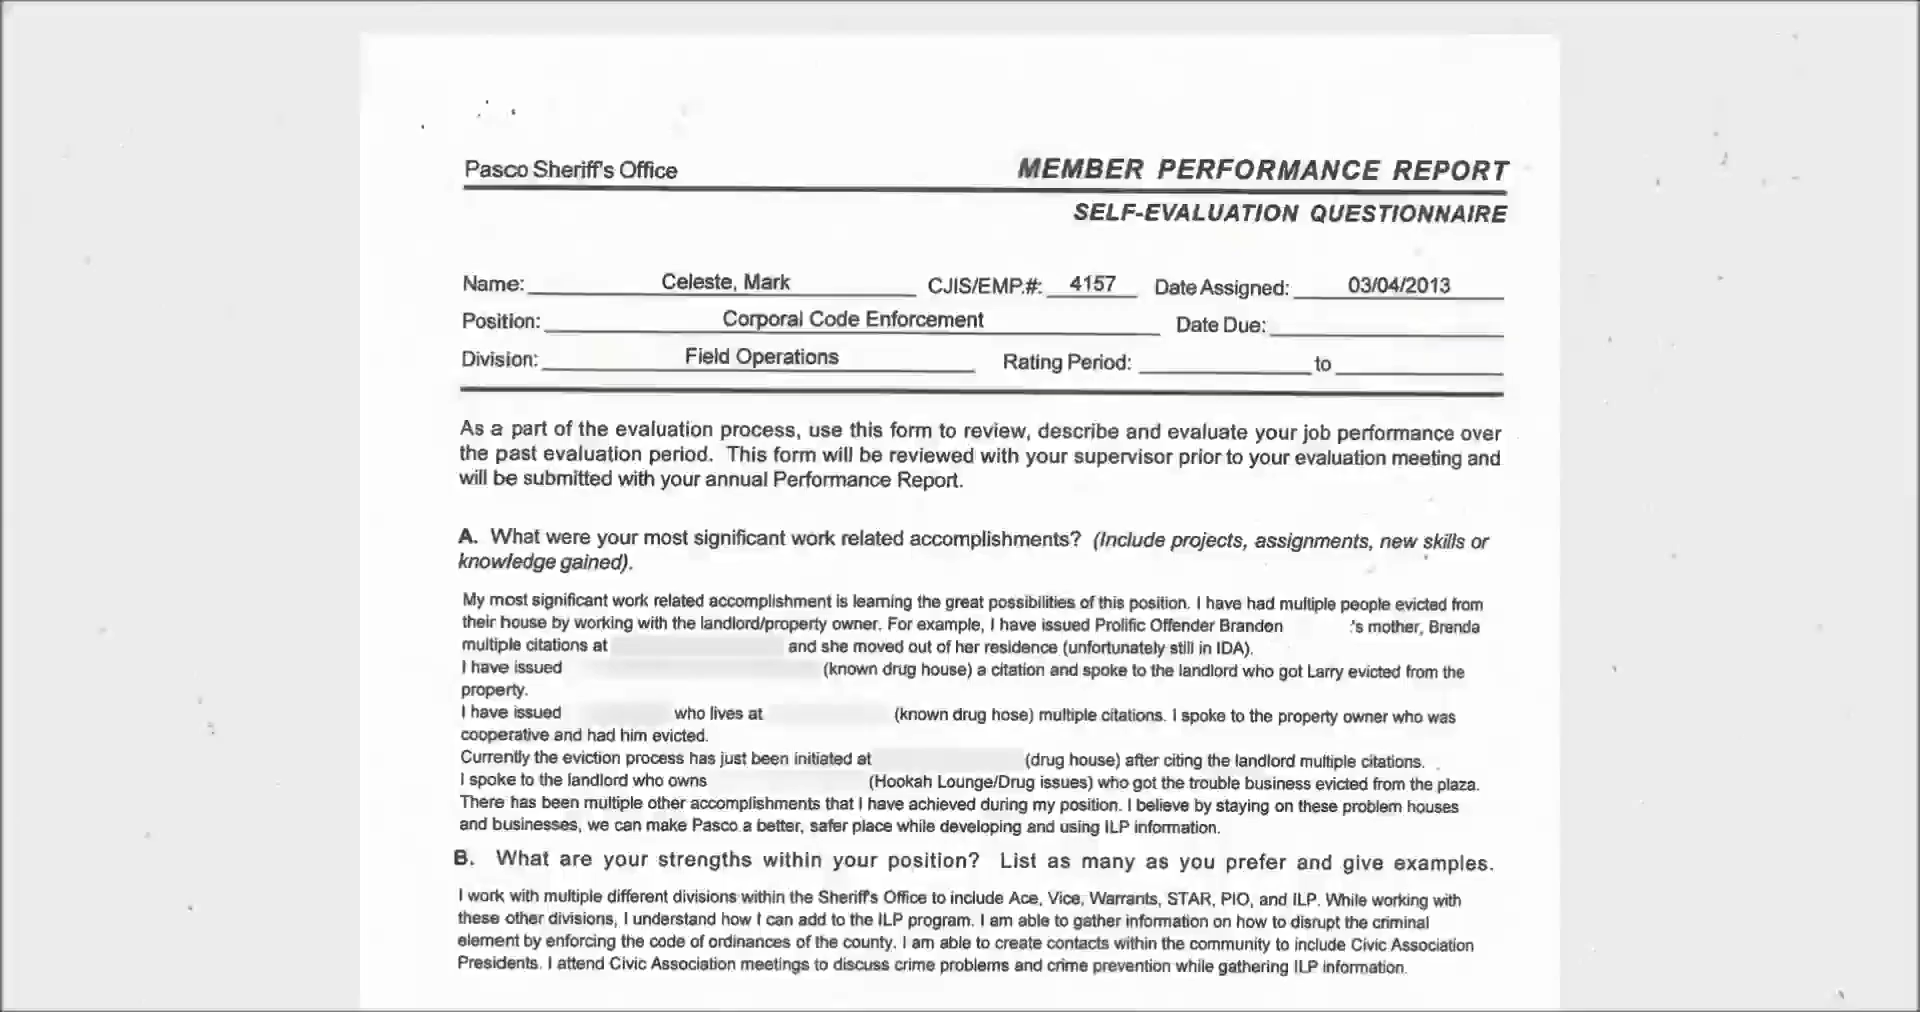 Pasco Sheriff's Office
MEMBER PERFORMANCE REPORT
SELF-EVALUATION QUESTIONNAIRE
Name: Celeste, Mark CJIS/EMP.#: 4157 Date Assigned: 03/04/2013
Position: Corporal Code Enforcement Date Due:
Division: Field Operations Rating Period: to
As a part of the evaluation process, use this form to review, describe and evaluate your job performance over
the past evaluation period. This form will be reviewed with your supervisor prior to your evaluation meeting and
will be submitted with your annual Performance Report.
A. What were your most significant work related accomplishments? (Include projects, assignments, new skills or
knowledge gained).
My most significant work related accomplishment is learning the great possibilities of this position. I have had multiple people evicted from
their house by working with the landlord/property owner. For example, I have issued Prolific Offender Brandon 's mother, Brenda
multiple citations at and she moved out of her residence (unfortunately still in IDA).
I have issued (known drug house) a citation and spoke to the landlord who got Larry evicted from the
property.
I have issued who lives at (known drug hose) multiple citations. I spoke to the property owner who was
cooperative and had him evicted.
Currently the eviction process has just been initiated at (drug house) after citing the landlord multiple citations.
I spoke to the landlord who owns (Hookah Lounge/Drug issues) who got the trouble business evicted from the plaza.
There has been multiple other accomplishments that I have achieved during my position. I believe by staying on these problem houses
and businesses, we can make Pasco a better, safer place while developing and using ILP information.
B. What are your strengths within your position? List as many as you prefer and give examples.
I work with multiple different divisions within the Sheriff's Office to include Ace, Vice, Warrants, STAR, PIO, and ILP. While working with
these other divisions, I understand how I can add to the ILP program. I am able to gather information on how to disrupt the criminal
element by enforcing the code of ordinances of the county. I am able to create contacts within the community to include Civic Association
Presidents. I attend Civic Association meetings to discuss crime problems and crime prevention while gathering ILP information.